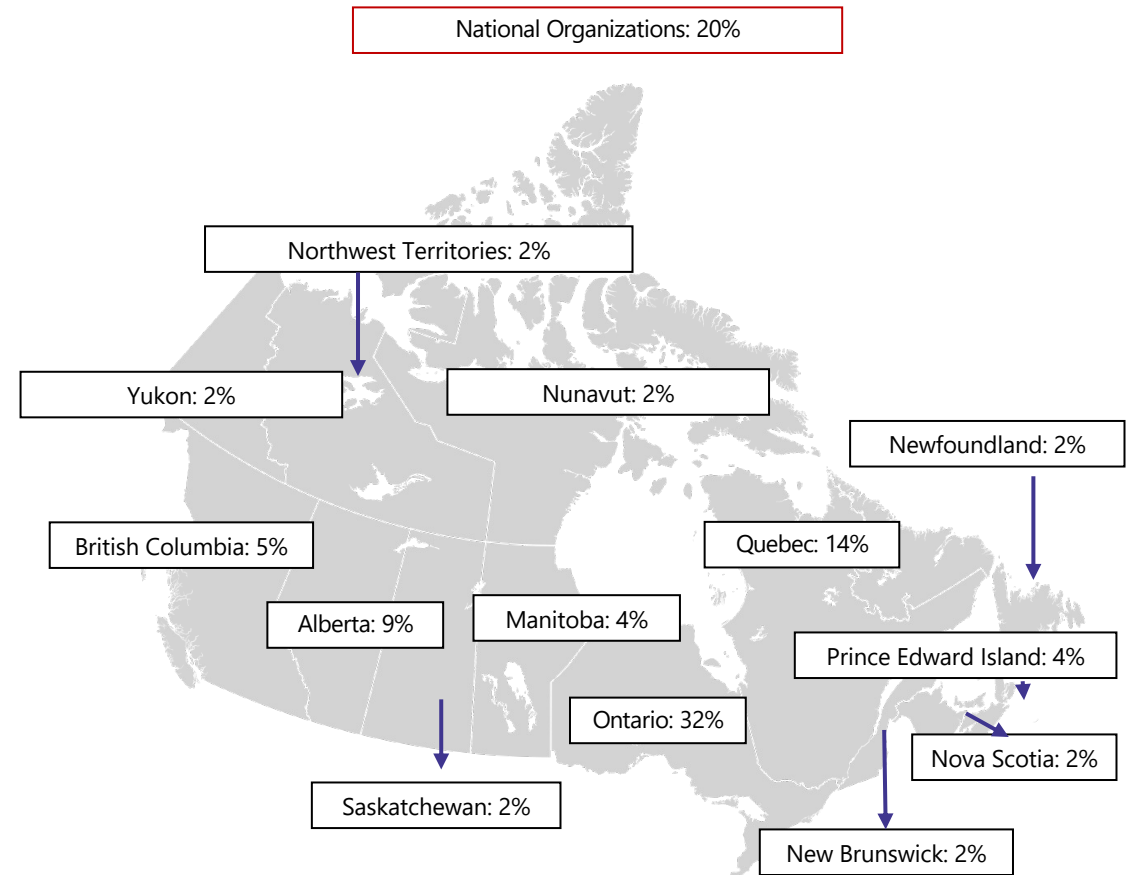 National Organizations: 20%
Northwest Territories: 2%
Yukon: 2%
Nunavut: 2%
Newfoundland: 2%
British Columbia: 5%
Quebec: 14%
Alberta: 9%
Manitoba: 4%
Prince Edward Island: 4%
Ontario: 32%
Nova Scotia: 2%
Saskatchewan: 2%
New Brunswick: 2%